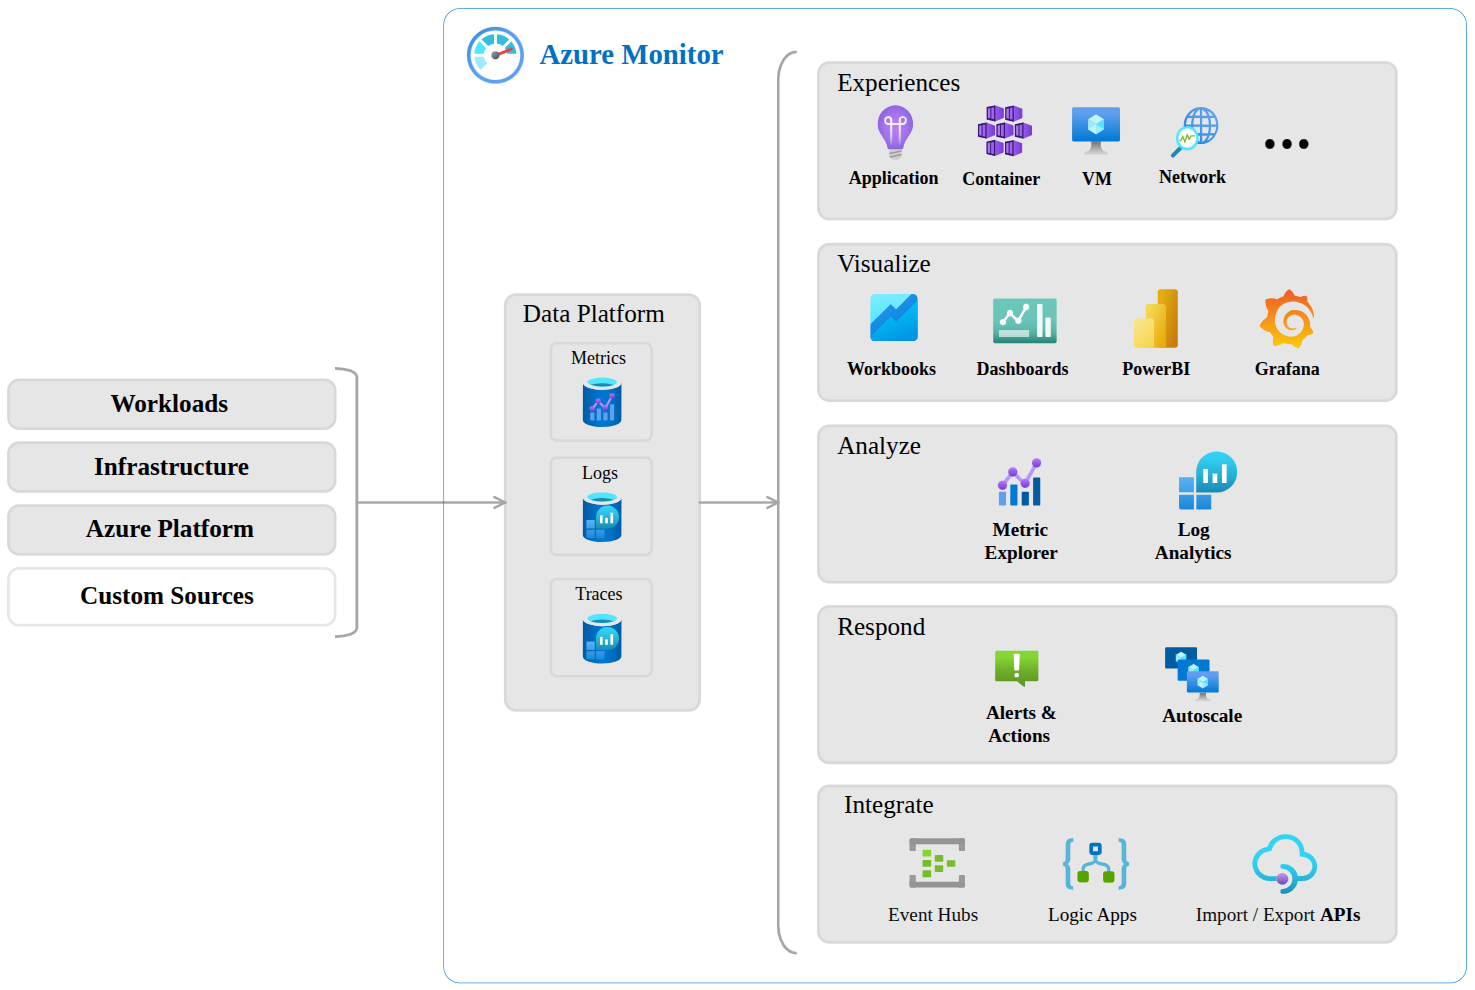 Azure Monitor
Workloads
Infrastructure
Azure Platform
Custom Sources
Data Platform
Metrics
Logs
Traces
Experiences
Application
Container
VM
Network
Visualize
Workbooks
Dashboards
PowerBI
Grafana
Analyze
Metric
Explorer
Log
Analytics
Respond
Alerts &
Actions
Autoscale
Integrate
Event Hubs
Logic Apps
Import / Export APIs